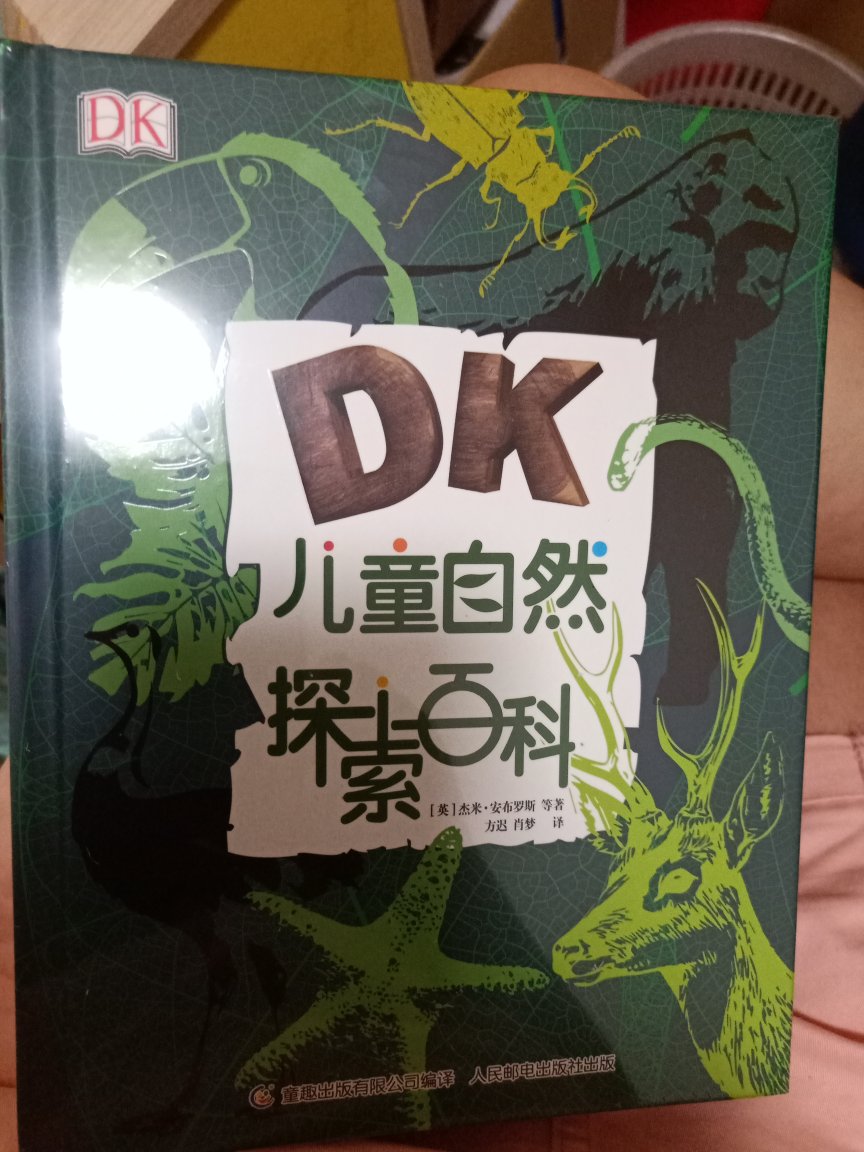 DK
DK
儿童自然
探索百科
[英]杰米·安布罗斯 等著
方迟 肖梦 译
童趣出版有限公司编译 人民邮电出版社出版